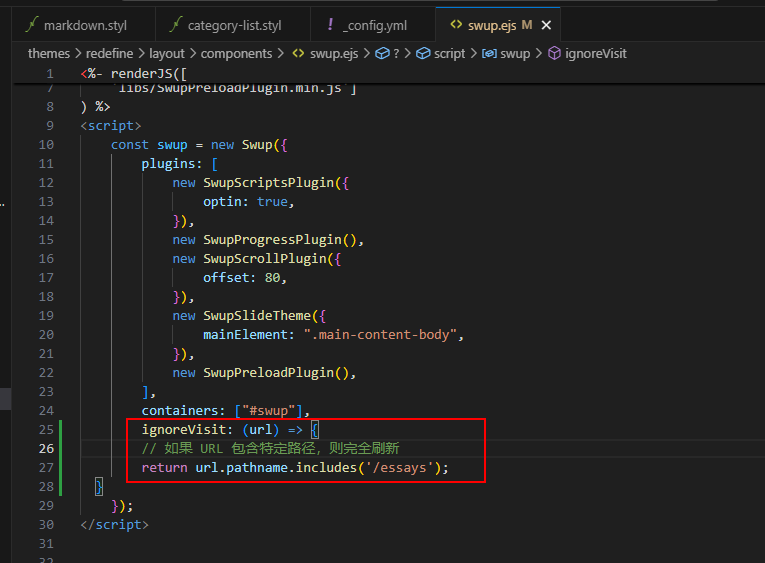 markdown.styl category-list.styl ! _config.yml <> swup.ejs M ×
themes > redefine > layout > components > <> swup.ejs > ? > script > swup > ignoreVisit
1 <%- renderJS([
7 'libs/SwupPreloadPlugin.min.js']
8 ) %>
9 <script>
10 const swup = new Swup({
11 plugins: [
12 new SwupScriptsPlugin({
13 optin: true,
14 }),
15 new SwupProgressPlugin(),
16 new SwupScrollPlugin({
17 offset: 80,
18 }),
19 new SwupSlideTheme({
20 mainElement: ".main-content-body",
21 }),
22 new SwupPreloadPlugin(),
23 ],
24 containers: ["#swup"],
25 ignoreVisit: (url) => {
26 // 如果 URL 包含特定路径，则完全刷新
27 return url.pathname.includes('/essays');
28 }
29 });
30 </script>
31
32